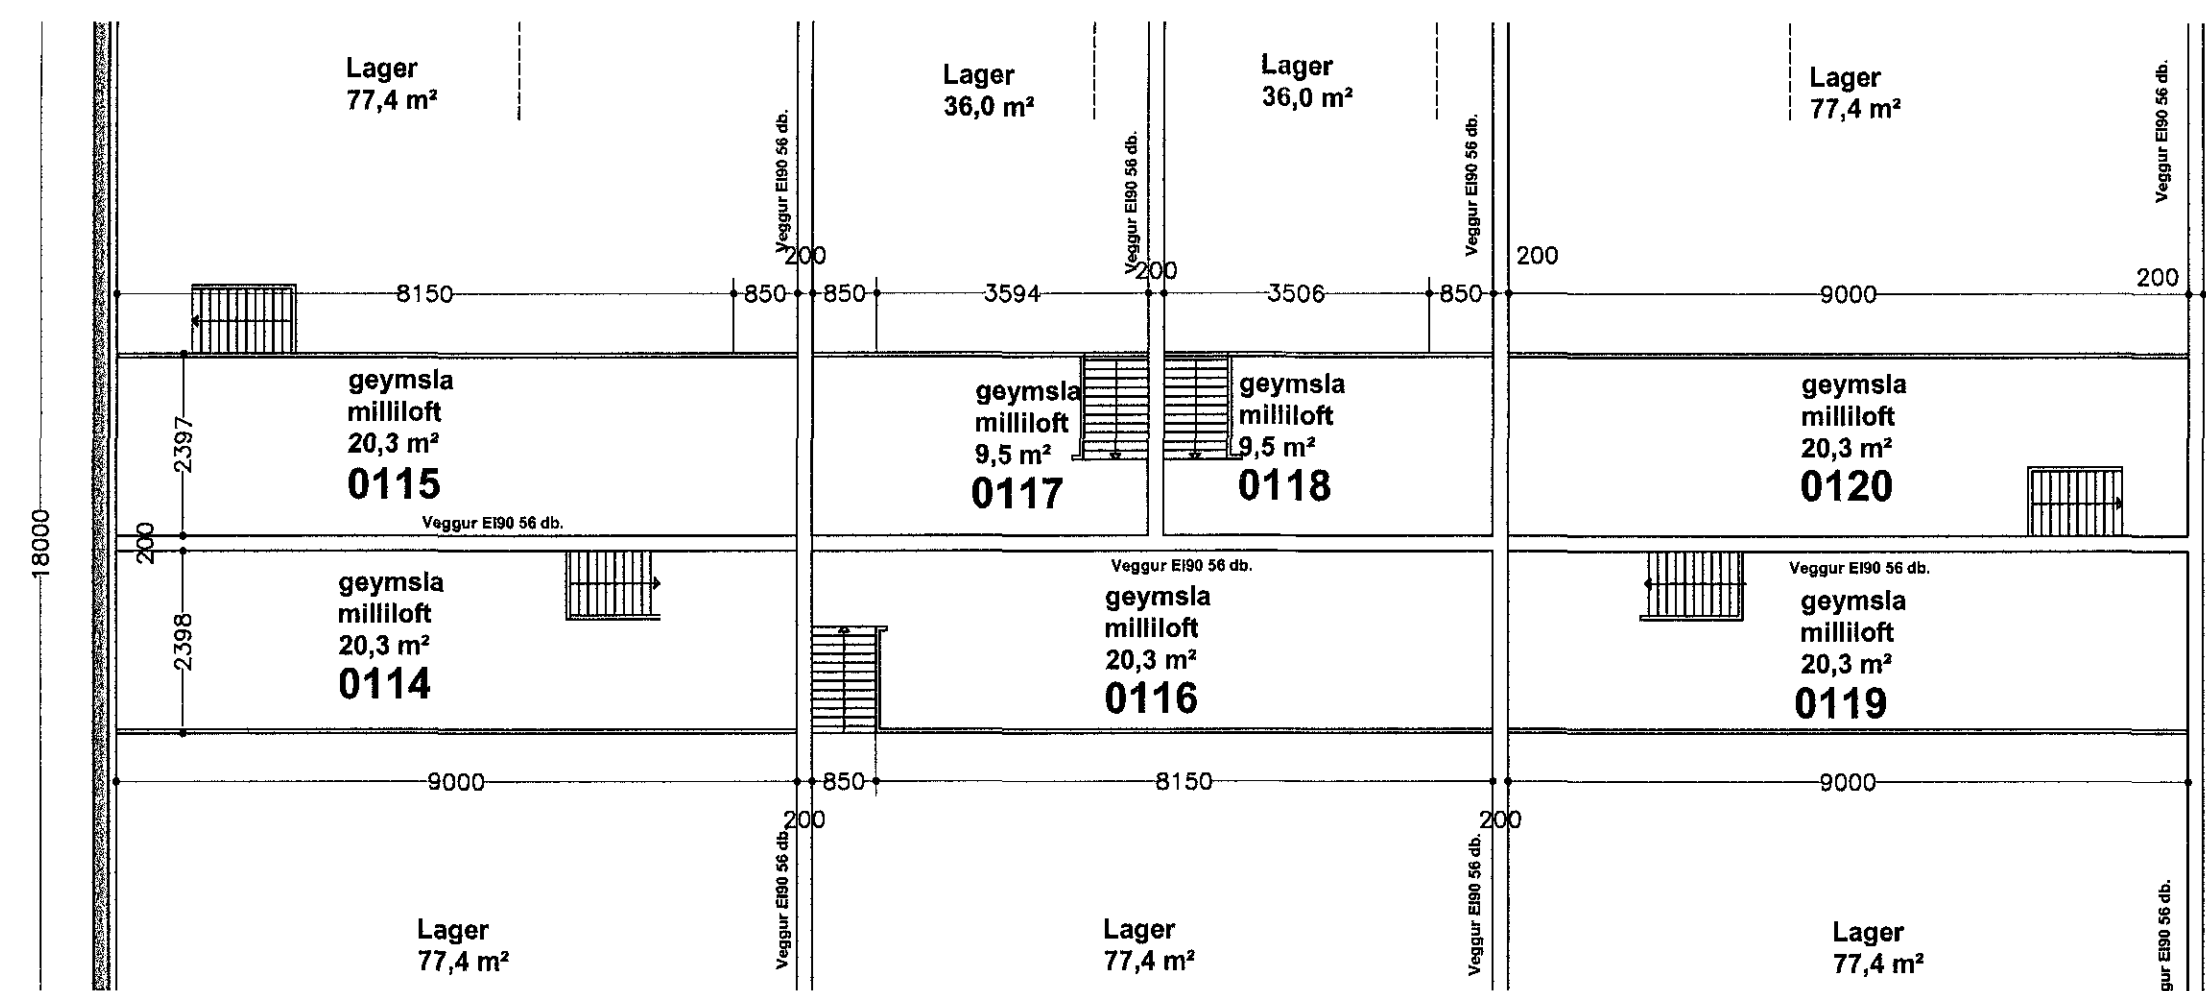 Lager
77,4 m²
Lager
36,0 m²
Lager
36,0 m²
Lager
77,4 m²
Veggur EI90 56 db.
Veggur EI90 56 db.
Veggur EI90 56 db.
Veggur EI90 56 db.
200
200
200
200
8150
850
850
3594
3506
850
9000
geymsla
milliloft
20,3 m²
0115
geymsla
milliloft
9,5 m²
0117
geymsla
milliloft
9,5 m²
0118
geymsla
milliloft
20,3 m²
0120
2397
18000
200
Veggur EI90 56 db.
Veggur EI90 56 db.
Veggur EI90 56 db.
2398
geymsla
milliloft
20,3 m²
0114
geymsla
milliloft
20,3 m²
0116
geymsla
milliloft
20,3 m²
0119
9000
850
8150
9000
200
200
Veggur EI90 56 db.
Veggur EI90 56 db.
gur EI90 56 db.
Lager
77,4 m²
Lager
77,4 m²
Lager
77,4 m²